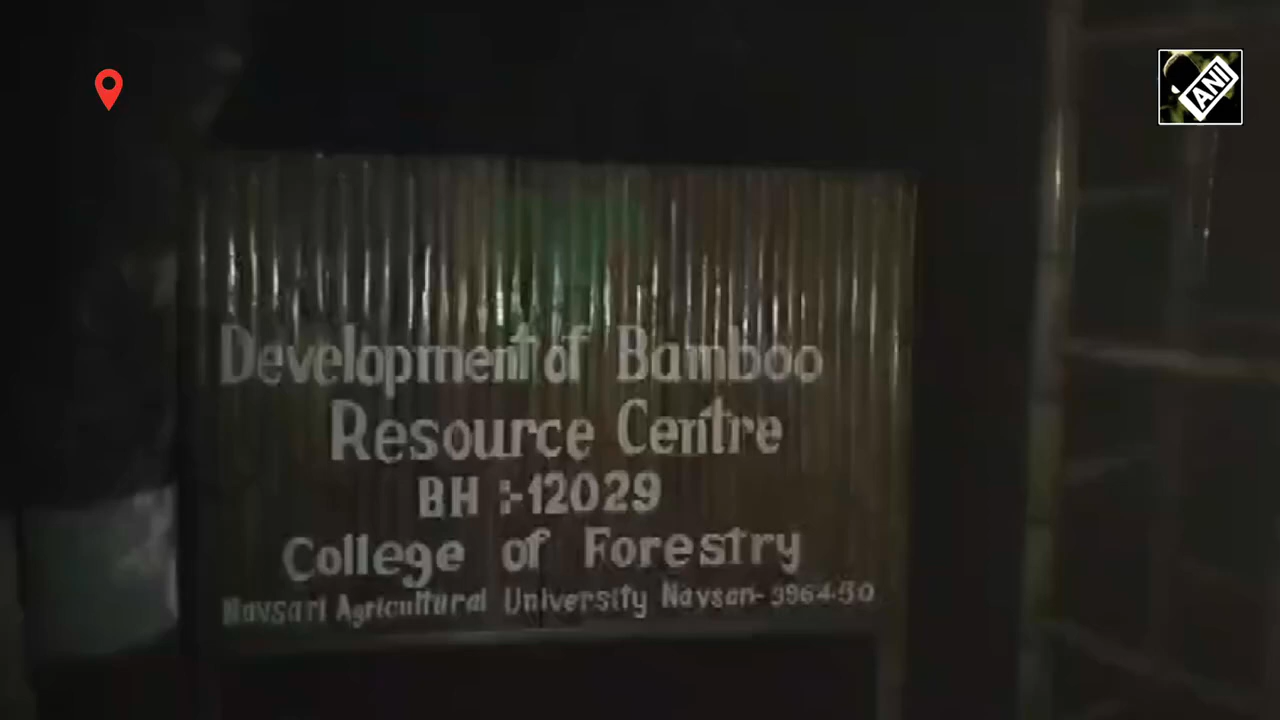 ANI
Development of Bamboo
Resource Centre
BH :-12029
College of Forestry
Navsari Agricultural University Navsari-396450